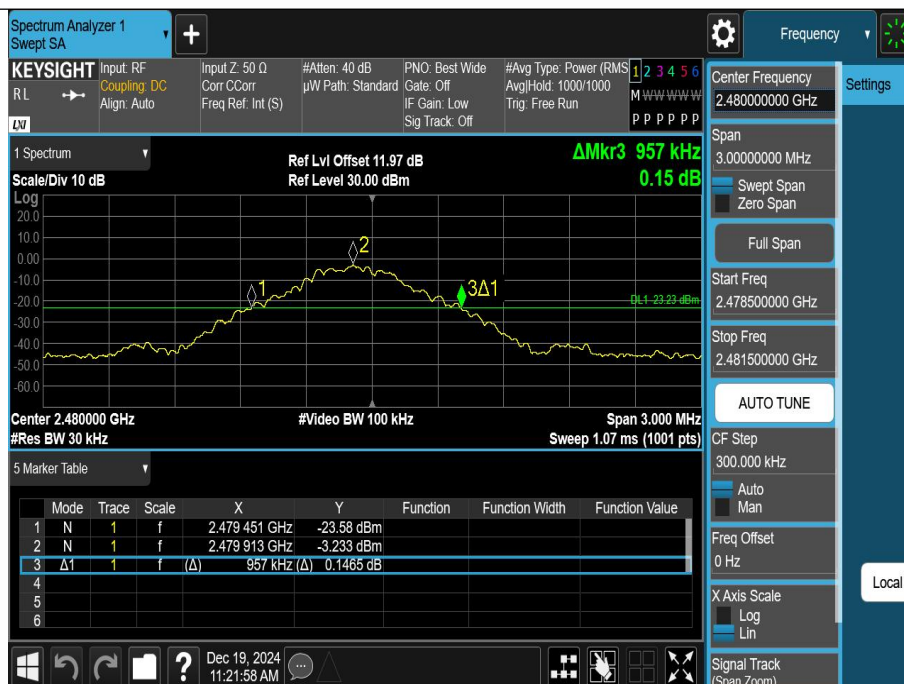 Spectrum Analyzer 1
Swept SA
+
Frequency
KEYSIGHT
RL
LXI
Input: RF
Coupling: DC
Align: Auto
Input Z: 50 Ω
Corr CCorr
Freq Ref: Int (S)
#Atten: 40 dB
µW Path: Standard
PNO: Best Wide
Gate: Off
IF Gain: Low
Sig Track: Off
#Avg Type: Power (RMS
Avg|Hold: 1000/1000
Trig: Free Run
1 2 3 4 5 6
M W W W W W
P P P P P P
1 Spectrum
Scale/Div 10 dB
Ref Lvl Offset 11.97 dB
Ref Level 30.00 dBm
ΔMkr3 957 kHz
0.15 dB
Log
20.0
10.0
0.00
-10.0
-20.0
-30.0
-40.0
-50.0
-60.0
1
2
3Δ1
DL1 -23.23 dBm
Center 2.480000 GHz
#Video BW 100 kHz
Span 3.000 MHz
#Res BW 30 kHz
Sweep 1.07 ms (1001 pts)
5 Marker Table
Mode Trace Scale X Y Function Function Width Function Value
1 N 1 f 2.479 451 GHz -23.58 dBm
2 N 1 f 2.479 913 GHz -3.233 dBm
3 Δ1 1 f (Δ) 957 kHz (Δ) 0.1465 dB
4
5
6
?
Dec 19, 2024
11:21:58 AM
Center Frequency
2.480000000 GHz
Settings
Span
3.00000000 MHz
Swept Span
Zero Span
Full Span
Start Freq
2.478500000 GHz
Stop Freq
2.481500000 GHz
AUTO TUNE
CF Step
300.000 kHz
Auto
Man
Freq Offset
0 Hz
Local
X Axis Scale
Log
Lin
Signal Track
(Span Zoom)